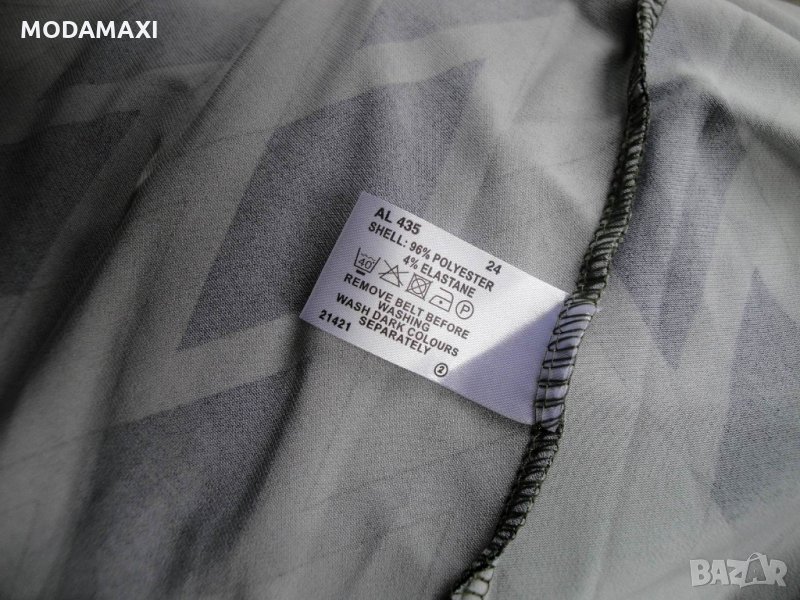 MODAMAXI
AL 435 24
SHELL: 96% POLYESTER
4% ELASTANE
40 P
REMOVE BELT BEFORE
WASHING
WASH DARK COLOURS
21421 SEPARATELY
2
BAZAR